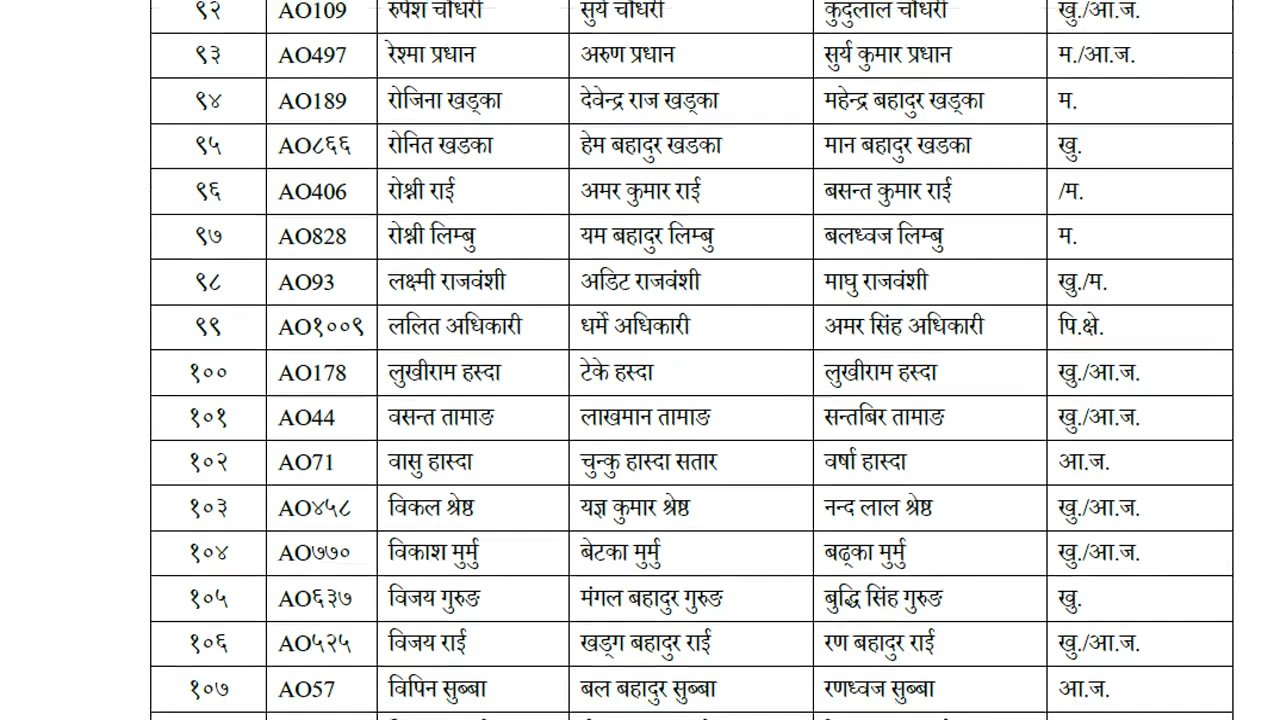 ९२ AO109 रुपेश चौधरी सुर्य चौधरी कुदुलाल चौधरी खु./आ.ज.
९३ AO497 रेश्मा प्रधान अरुण प्रधान सुर्य कुमार प्रधान म./आ.ज.
९४ AO189 रोजिना खड्का देवेन्द्र राज खड्का महेन्द्र बहादुर खड्का म.
९५ AO८६६ रोनित खडका हेम बहादुर खडका मान बहादुर खडका खु.
९६ AO406 रोश्नी राई अमर कुमार राई बसन्त कुमार राई /म.
९७ AO828 रोश्नी लिम्बु यम बहादुर लिम्बु बलध्वज लिम्बु म.
९८ AO93 लक्ष्मी राजवंशी अडिट राजवंशी माघु राजवंशी खु./म.
९९ AO१००९ ललित अधिकारी धर्मे अधिकारी अमर सिंह अधिकारी पि.क्षे.
१०० AO178 लुखीराम हस्दा टेके हस्दा लुखीराम हस्दा खु./आ.ज.
१०१ AO44 वसन्त तामाङ लाखमान तामाङ सन्तबिर तामाङ खु./आ.ज.
१०२ AO71 वासु हास्दा चुन्कु हास्दा सतार वर्षा हास्दा आ.ज.
१०३ AO४५८ विकल श्रेष्ठ यज्ञ कुमार श्रेष्ठ नन्द लाल श्रेष्ठ खु./आ.ज.
१०४ AO७७० विकाश मुर्मु बेटका मुर्मु बढ्का मुर्मु खु./आ.ज.
१०५ AO६३७ विजय गुरुङ मंगल बहादुर गुरुङ बुद्धि सिंह गुरुङ खु.
१०६ AO५२५ विजय राई खड्ग बहादुर राई रण बहादुर राई खु./आ.ज.
१०७ AO57 विपिन सुब्बा बल बहादुर सुब्बा रणध्वज सुब्बा आ.ज.